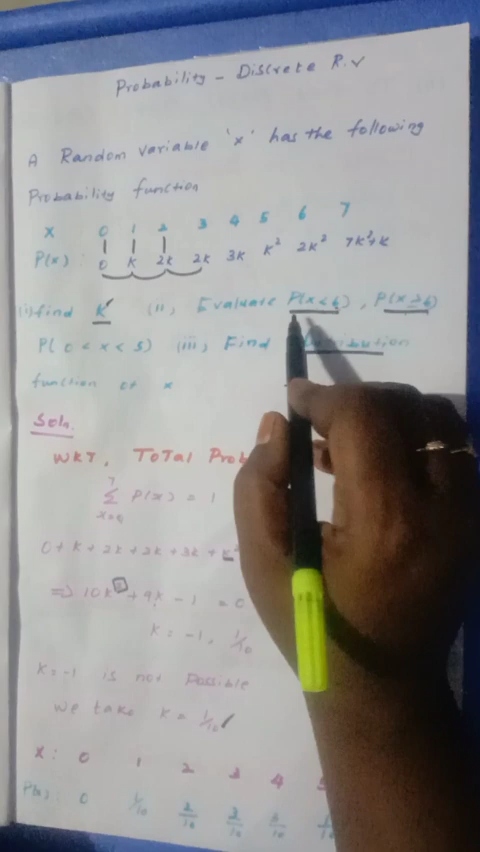 Probability - Discrete R.v
A Random variable 'x' has the following
Probability function
X 0 1 2 3 4 5 6 7
P(x) : 0 K 2K 2K 3K K² 2K² 7K²+K
(i) find K (ii) Evaluate P(x<6), P(x≥6)
P(0<x<5) (iii) Find Distribution
function of x
Soln.
WKT, Total Prob
7
Σ P(x) = 1
x=0
0+K+2K+2K+3K+K²
=> 10K²+9K-1 = 0
K = -1, 1/10
K=-1 is not possible
we take K = 1/10
X: 0 1 2 3 4 5
P(x): 0 1/10 2/10 2/10 3/10